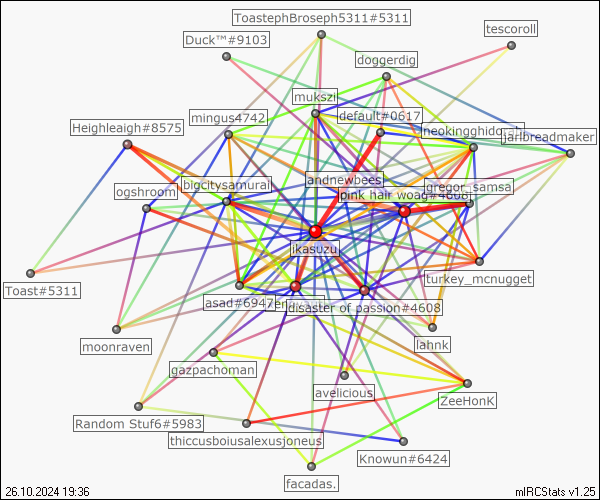 ToastephBroseph5311#5311
tescoroll
Duck™#9103
doggerdig
mukszi
mingus4742
default#0617
Heighleaigh#8575
jarlbreadmaker
andnewbees
bigcitysamurai
gregor_samsa
ogshroom
pink hair woag#4608
ikasuzu
turkey_mcnugget
Toast#5311
asad#6947
disaster of passion#4608
lahnk
moonraven
gazpachoman
avelicious
ZeeHonK
Random Stuf6#5983
thiccusboiusalexusjoneus
Knowun#6424
facadas.
26.10.2024 19:36
mIRCStats v1.25